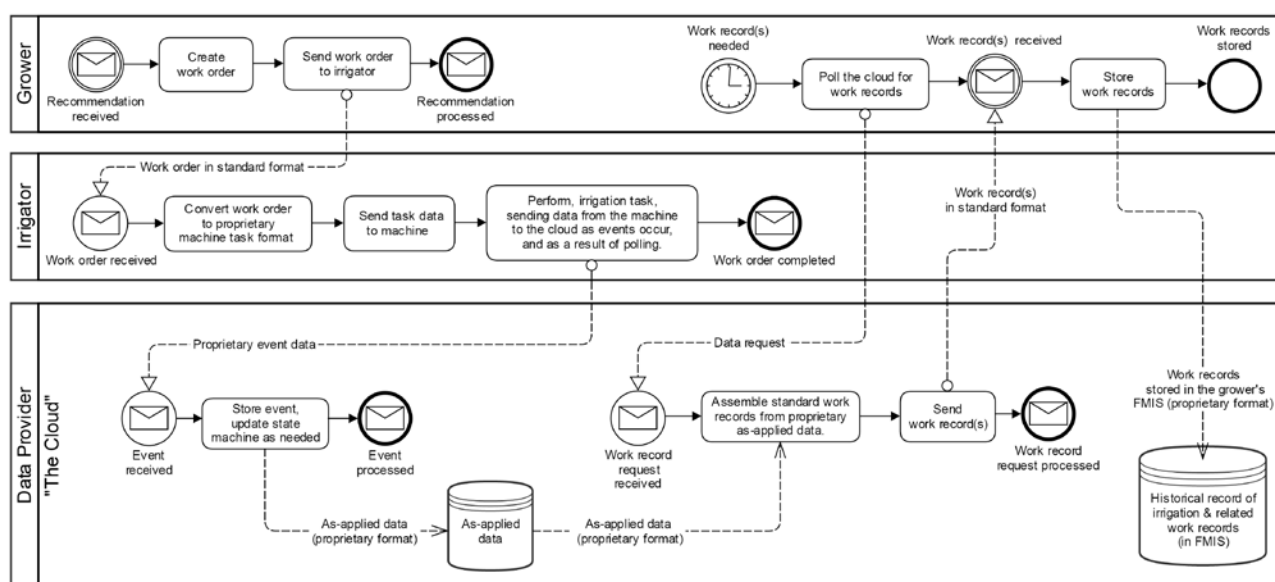 Grower
Recommendation
received
Create
work order
Send work order
to irrigator
Recommendation
processed
Work record(s)
needed
Poll the cloud for
work records
Work record(s) received
Store
work records
Work records
stored
Irrigator
Work order in standard format
Work order received
Convert work order
to proprietary
machine task format
Send task data
to machine
Perform, irrigation task,
sending data from the machine
to the cloud as events occur,
and as a result of polling.
Work order completed
Work record(s)
in standard format
Data Provider
"The Cloud"
Proprietary event data
Event
received
Store event,
update state
machine as needed
Event
processed
As-applied data
(proprietary format)
As-applied
data
As-applied data
(proprietary format)
Data request
Work record
request
received
Assemble standard work
records from proprietary
as-applied data.
Send
work record(s)
Work record
request processed
Work records
stored in the grower's
FMIS (proprietary format)
Historical record of
irrigation & related
work records
(in FMIS)